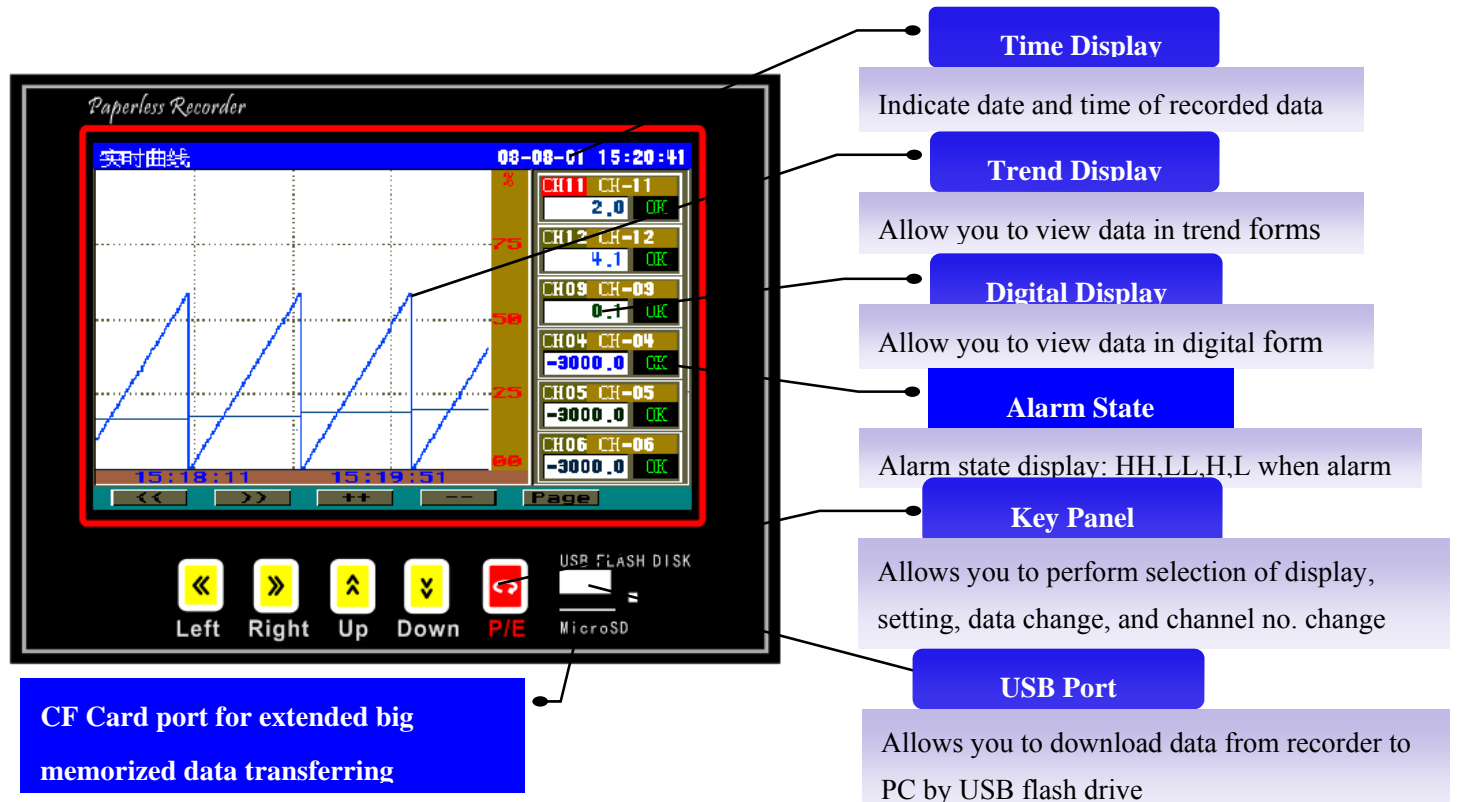 Time Display
Indicate date and time of recorded data
Paperless Recorder
Trend Display
Allow you to view data in trend forms
Digital Display
Allow you to view data in digital form
Alarm State
Alarm state display: HH,LL,H,L when alarm
Key Panel
Allows you to perform selection of display,
setting, data change, and channel no. change
USB Port
Allows you to download data from recorder to
PC by USB flash drive
实时曲线
08-08-01 15:20:41
%
75
50
25
00
CH11 CH-11
2.0 OK
CH12 CH-12
4.1 OK
CH09 CH-09
0.1 OK
CH04 CH-04
-3000.0 OK
CH05 CH-05
-3000.0 OK
CH06 CH-06
-3000.0 OK
15:18:11 15:19:51
<< >> ++ -- Page
USB FLASH DISK
Left Right Up Down P/E
MicroSD
CF Card port for extended big
memorized data transferring